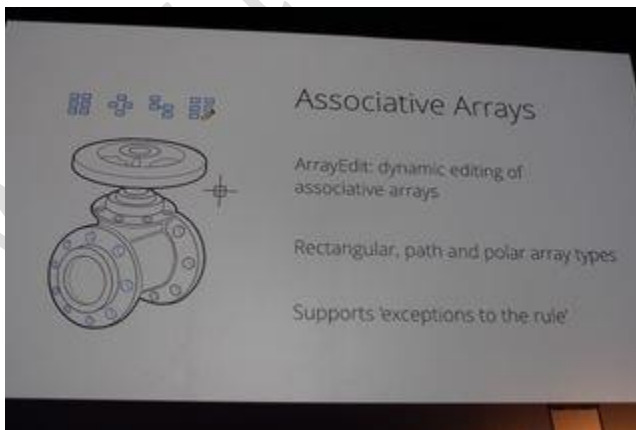 Associative Arrays
ArrayEdit: dynamic editing of
associative arrays
Rectangular, path and polar array types
Supports 'exceptions to the rule'